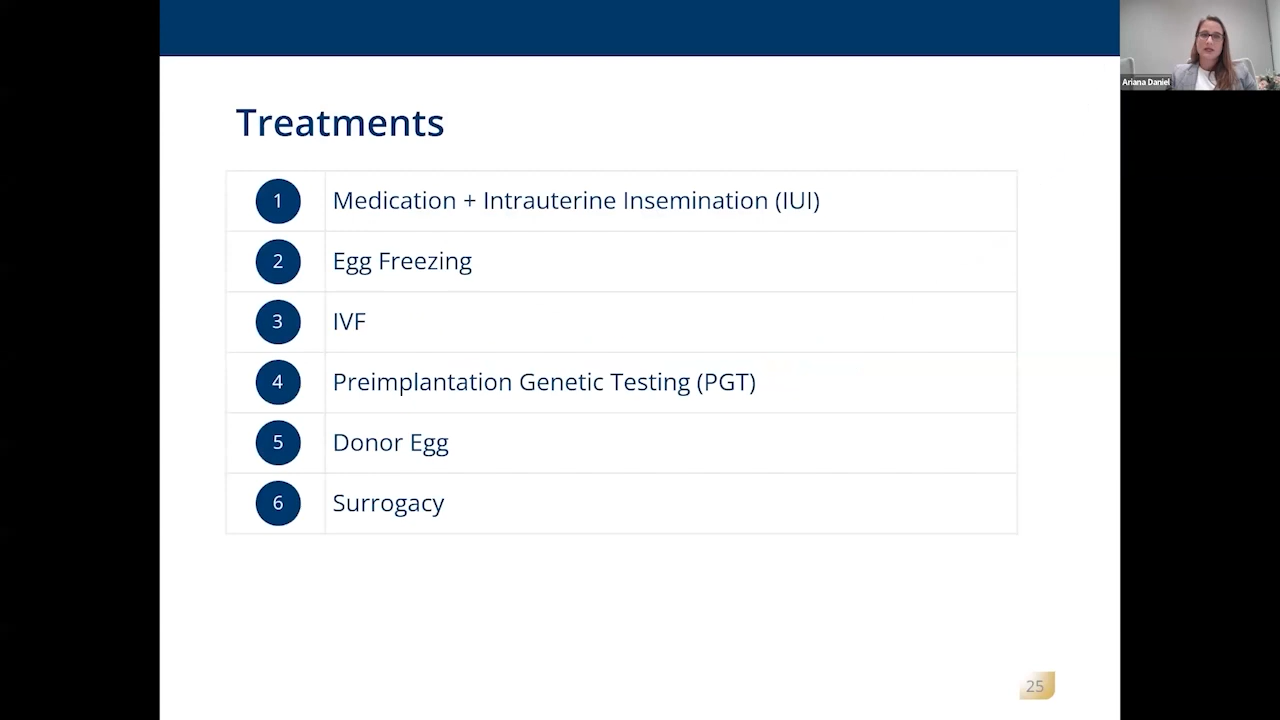 Ariana Daniel
Treatments
1 Medication + Intrauterine Insemination (IUI)
2 Egg Freezing
3 IVF
4 Preimplantation Genetic Testing (PGT)
5 Donor Egg
6 Surrogacy
25